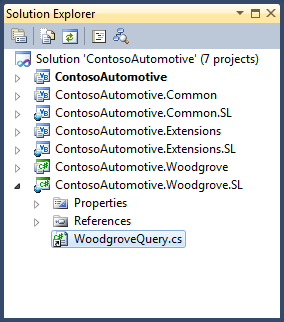 Solution Explorer
Solution 'ContosoAutomotive' (7 projects)
ContosoAutomotive
ContosoAutomotive.Common
ContosoAutomotive.Common.SL
ContosoAutomotive.Extensions
ContosoAutomotive.Extensions.SL
ContosoAutomotive.Woodgrove
ContosoAutomotive.Woodgrove.SL
Properties
References
WoodgroveQuery.cs